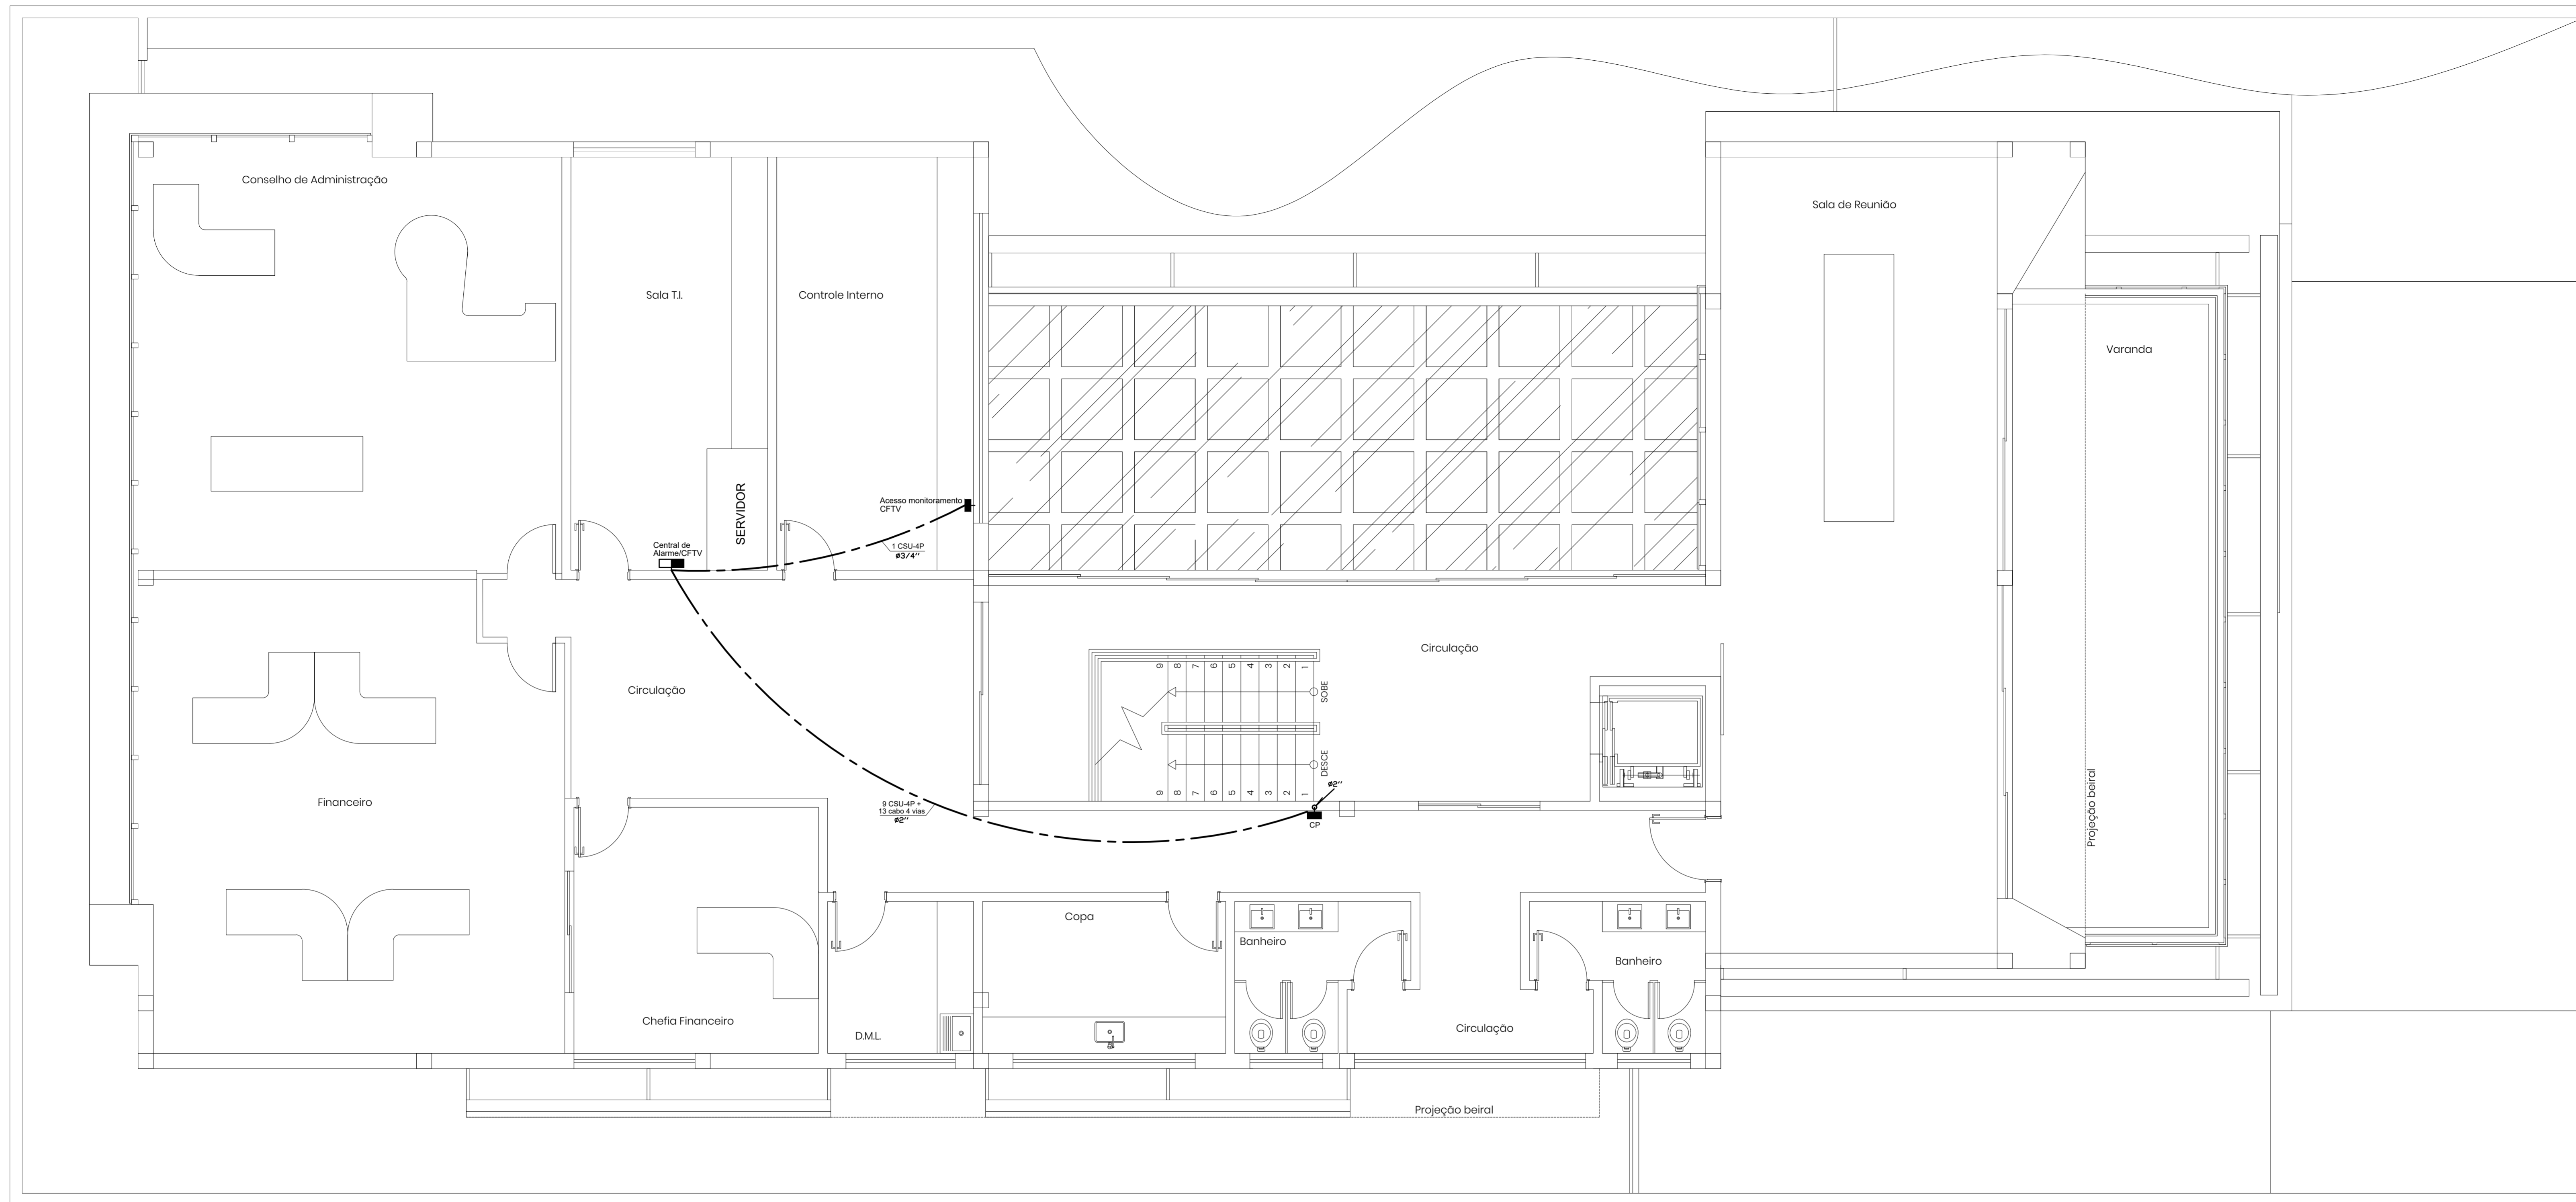 Conselho de Administração
Sala de Reunião
Sala T.I.
Controle Interno
Varanda
SERVIDOR
Acesso monitoramento
CFTV
Central de
Alarme/CFTV
1 CSU-4P
ø3/4''
Circulação
Circulação
9 8 7 6 5 4 3 2 1
SOBE
DESCE
9 8 7 6 5 4 3 2 1
ø2''
CP
Financeiro
9 CSU-4P +
13 cabo 4 vias
ø2''
Projeção beiral
Copa
Banheiro
Banheiro
Chefia Financeiro
D.M.L.
Circulação
Projeção beiral